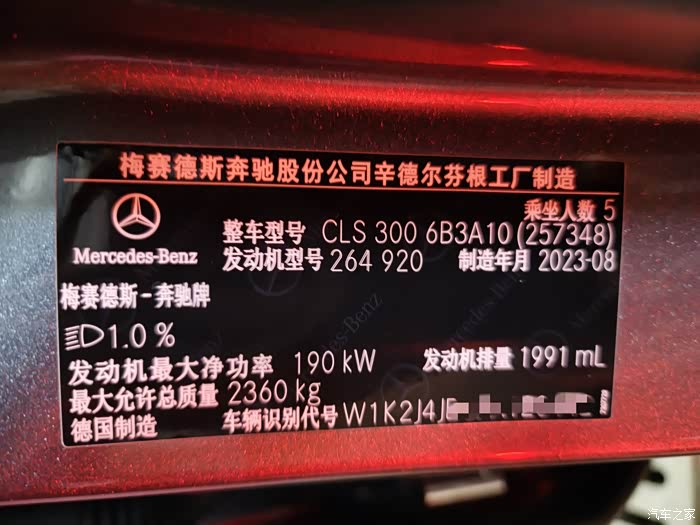 梅赛德斯奔驰股份公司辛德尔芬根工厂制造
乘坐人数 5
整车型号 CLS 300 6B3A10 (257348)
Mercedes-Benz
发动机型号 264 920 制造年月 2023-08
梅赛德斯-奔驰牌
1.0 %
发动机最大净功率 190 kW 发动机排量 1991 mL
最大允许总质量 2360 kg
德国制造 车辆识别代号 W1K2J4J
Mercedes-Benz
汽车之家